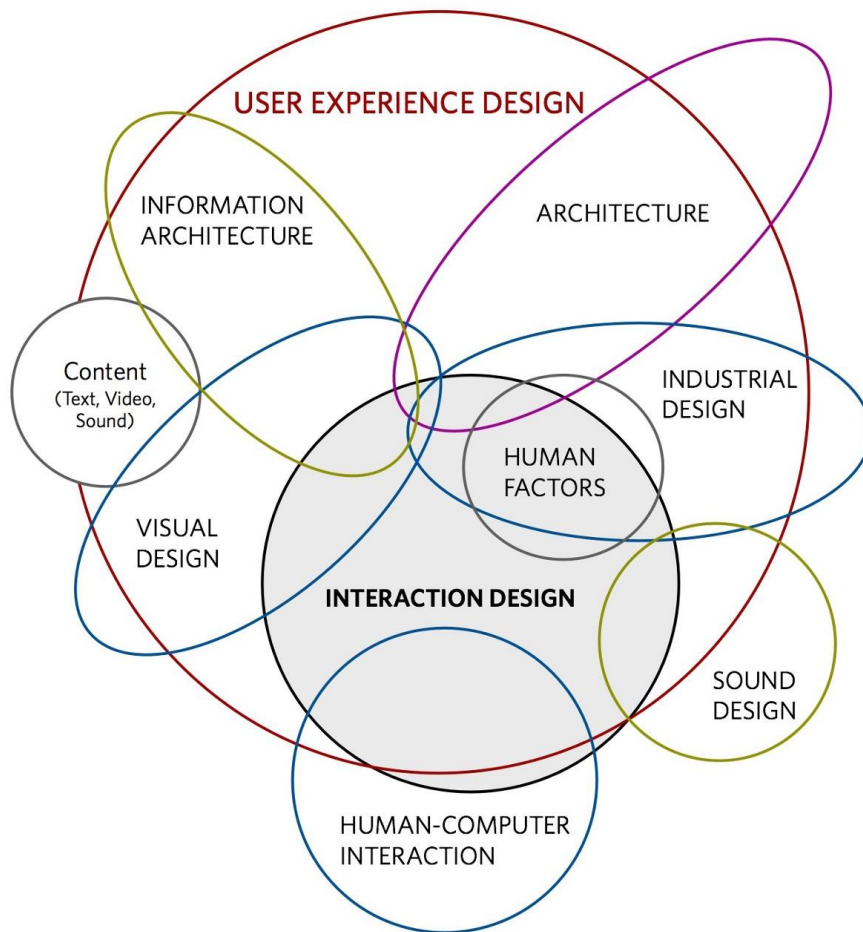 USER EXPERIENCE DESIGN
INFORMATION
ARCHITECTURE
ARCHITECTURE
Content
(Text, Video,
Sound)
INDUSTRIAL
DESIGN
HUMAN
FACTORS
VISUAL
DESIGN
INTERACTION DESIGN
SOUND
DESIGN
HUMAN-COMPUTER
INTERACTION